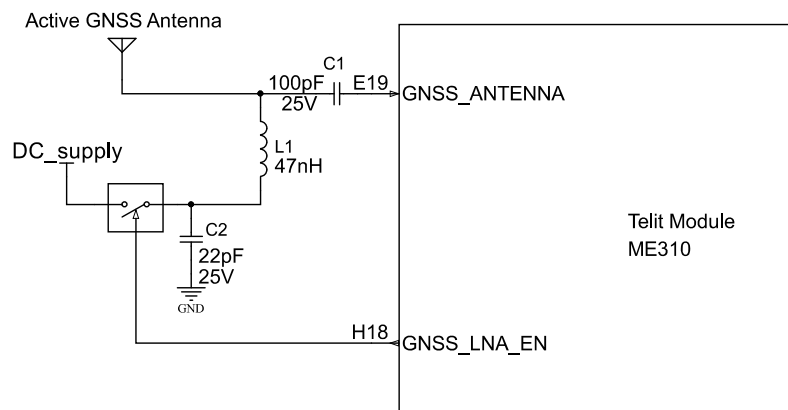 Active GNSS Antenna
C1
100pF
25V
E19
GNSS_ANTENNA
L1
47nH
DC_supply
C2
22pF
25V
GND
Telit Module
ME310
H18
GNSS_LNA_EN